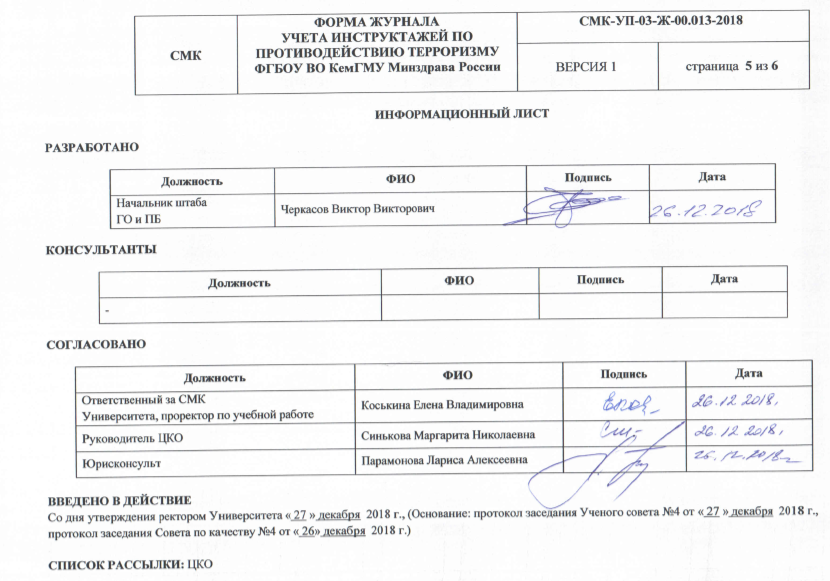 СМК
ФОРМА ЖУРНАЛА
УЧЕТА ИНСТРУКТАЖЕЙ ПО
ПРОТИВОДЕЙСТВИЮ ТЕРРОРИЗМУ
ФГБОУ ВО КемГМУ Минздрава России
СМК-УП-03-Ж-00.013-2018
ВЕРСИЯ 1
страница 5 из 6
ИНФОРМАЦИОННЫЙ ЛИСТ
РАЗРАБОТАНО
Должность ФИО Подпись Дата
Начальник штаба
ГО и ПБ
Черкасов Виктор Викторович 26.12.2018
КОНСУЛЬТАНТЫ
Должность ФИО Подпись Дата
-
СОГЛАСОВАНО
Должность ФИО Подпись Дата
Ответственный за СМК
Университета, проректор по учебной работе
Коськина Елена Владимировна 26.12 2018.
Руководитель ЦКО Синькова Маргарита Николаевна 26.12 2018.
Юрисконсульт Парамонова Лариса Алексеевна 26.12.2018
ВВЕДЕНО В ДЕЙСТВИЕ
Со дня утверждения ректором Университета « 27 » декабря 2018 г., (Основание: протокол заседания Ученого совета №4 от « 27 » декабря 2018 г.,
протокол заседания Совета по качеству №4 от « 26» декабря 2018 г.)
СПИСОК РАССЫЛКИ: ЦКО